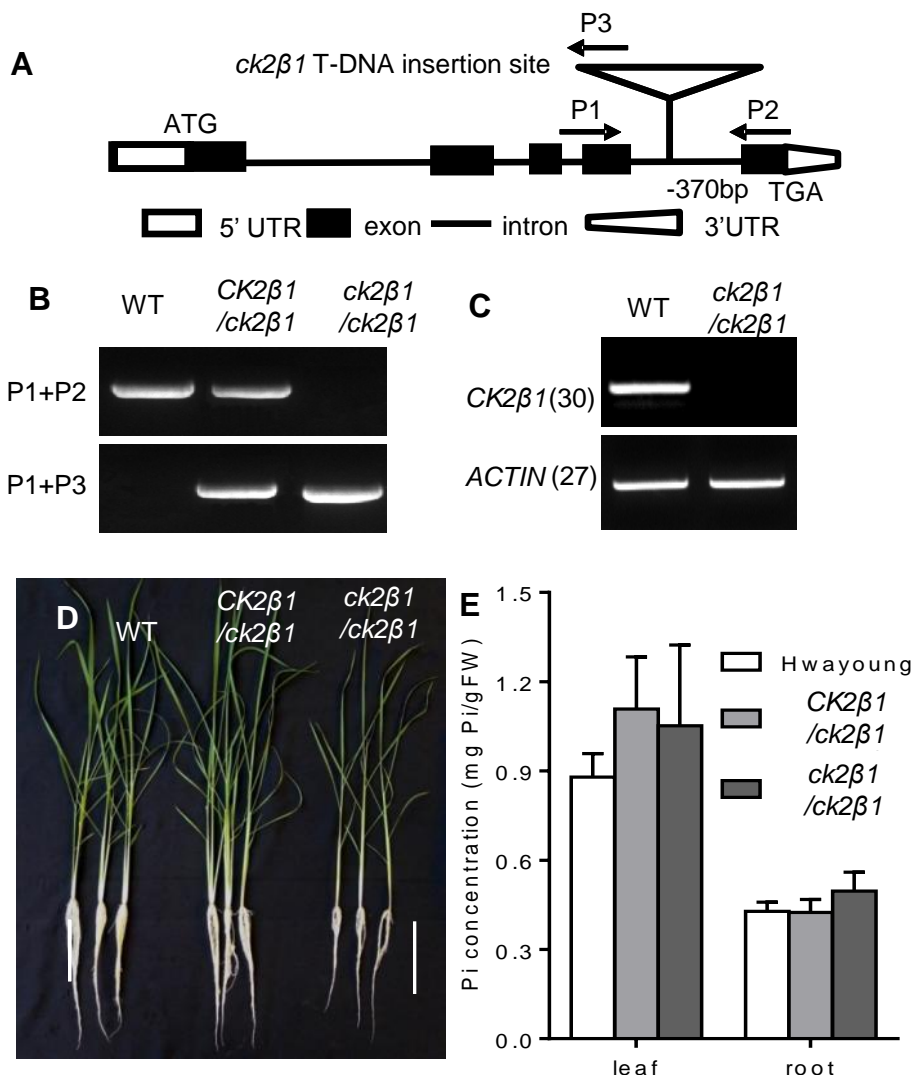 A
P3
ck2β1 T-DNA insertion site
P1
P2
ATG
-370bp
TGA
5' UTR
exon
intron
3'UTR
B
WT
CK2β1
/ck2β1
ck2β1
/ck2β1
P1+P2
P1+P3
C
WT
ck2β1
/ck2β1
CK2β1(30)
ACTIN (27)
D
WT
CK2β1
/ck2β1
ck2β1
/ck2β1
E
Pi concentration (mg Pi/gFW)
1.5
1.2
0.9
0.6
0.3
0.0
Hwayoung
CK2β1
/ck2β1
ck2β1
/ck2β1
leaf
root